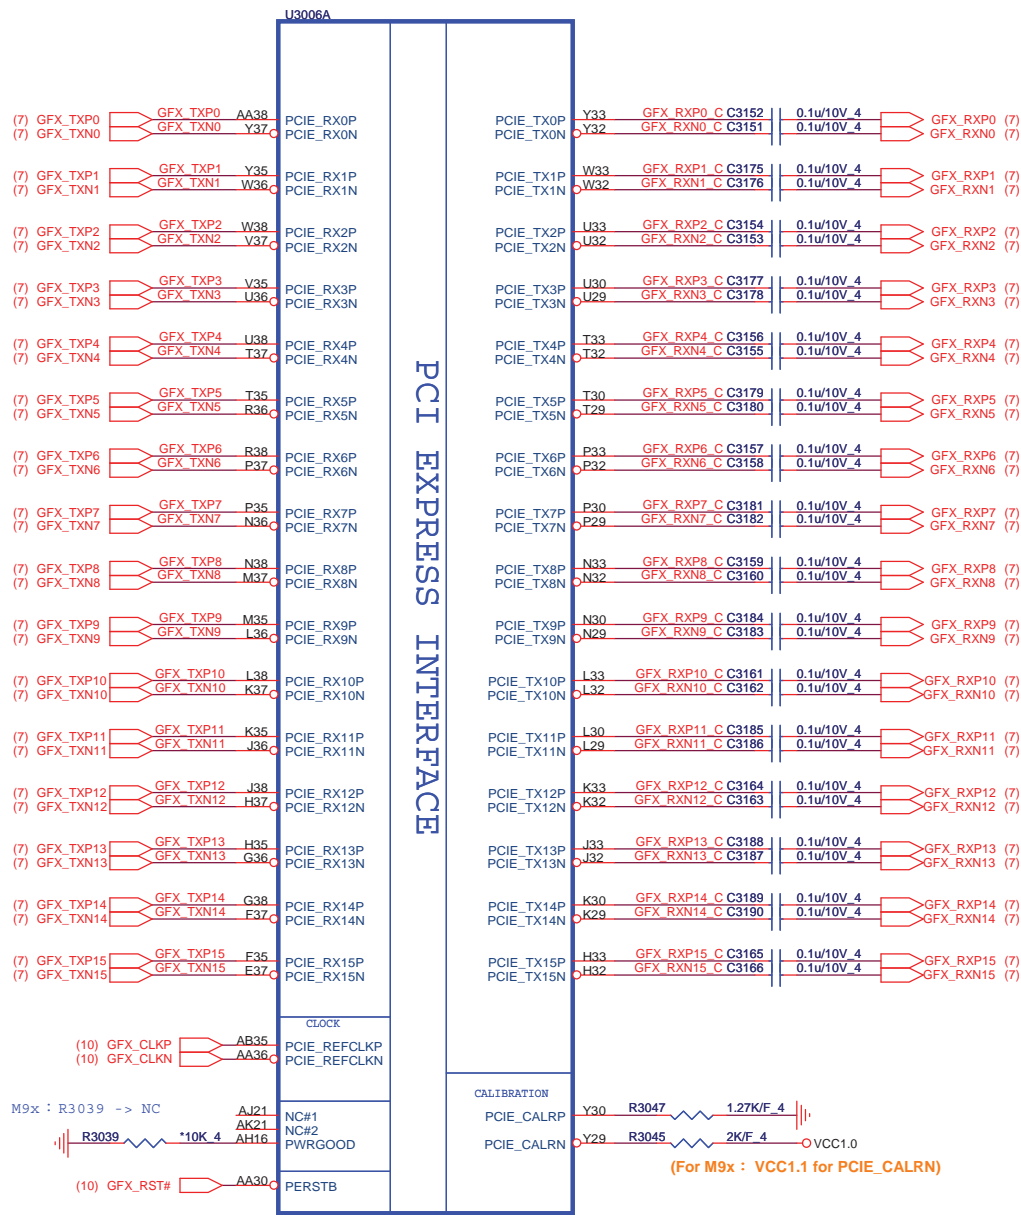 U3006A
(7) GFX_TXP0 GFX_TXP0 AA38 PCIE_RX0P PCIE_TX0P Y33 GFX_RXP0_C C3152 0.1u/10V_4 GFX_RXP0 (7)
(7) GFX_TXN0 GFX_TXN0 Y37 PCIE_RX0N PCIE_TX0N Y32 GFX_RXN0_C C3151 0.1u/10V_4 GFX_RXN0 (7)
(7) GFX_TXP1 GFX_TXP1 Y35 PCIE_RX1P PCIE_TX1P W33 GFX_RXP1_C C3175 0.1u/10V_4 GFX_RXP1 (7)
(7) GFX_TXN1 GFX_TXN1 W36 PCIE_RX1N PCIE_TX1N W32 GFX_RXN1_C C3176 0.1u/10V_4 GFX_RXN1 (7)
(7) GFX_TXP2 GFX_TXP2 W38 PCIE_RX2P PCIE_TX2P U33 GFX_RXP2_C C3154 0.1u/10V_4 GFX_RXP2 (7)
(7) GFX_TXN2 GFX_TXN2 V37 PCIE_RX2N PCIE_TX2N U32 GFX_RXN2_C C3153 0.1u/10V_4 GFX_RXN2 (7)
(7) GFX_TXP3 GFX_TXP3 V35 PCIE_RX3P PCIE_TX3P U30 GFX_RXP3_C C3177 0.1u/10V_4 GFX_RXP3 (7)
(7) GFX_TXN3 GFX_TXN3 U36 PCIE_RX3N PCIE_TX3N U29 GFX_RXN3_C C3178 0.1u/10V_4 GFX_RXN3 (7)
(7) GFX_TXP4 GFX_TXP4 U38 PCIE_RX4P PCIE_TX4P T33 GFX_RXP4_C C3156 0.1u/10V_4 GFX_RXP4 (7)
(7) GFX_TXN4 GFX_TXN4 T37 PCIE_RX4N PCIE_TX4N T32 GFX_RXN4_C C3155 0.1u/10V_4 GFX_RXN4 (7)
(7) GFX_TXP5 GFX_TXP5 T35 PCIE_RX5P PCIE_TX5P T30 GFX_RXP5_C C3179 0.1u/10V_4 GFX_RXP5 (7)
(7) GFX_TXN5 GFX_TXN5 R36 PCIE_RX5N PCIE_TX5N T29 GFX_RXN5_C C3180 0.1u/10V_4 GFX_RXN5 (7)
(7) GFX_TXP6 GFX_TXP6 R38 PCIE_RX6P PCIE_TX6P P33 GFX_RXP6_C C3157 0.1u/10V_4 GFX_RXP6 (7)
(7) GFX_TXN6 GFX_TXN6 P37 PCIE_RX6N PCIE_TX6N P32 GFX_RXN6_C C3158 0.1u/10V_4 GFX_RXN6 (7)
(7) GFX_TXP7 GFX_TXP7 P35 PCIE_RX7P PCIE_TX7P P30 GFX_RXP7_C C3181 0.1u/10V_4 GFX_RXP7 (7)
(7) GFX_TXN7 GFX_TXN7 N36 PCIE_RX7N PCIE_TX7N P29 GFX_RXN7_C C3182 0.1u/10V_4 GFX_RXN7 (7)
(7) GFX_TXP8 GFX_TXP8 N38 PCIE_RX8P PCIE_TX8P N33 GFX_RXP8_C C3159 0.1u/10V_4 GFX_RXP8 (7)
(7) GFX_TXN8 GFX_TXN8 M37 PCIE_RX8N PCIE_TX8N N32 GFX_RXN8_C C3160 0.1u/10V_4 GFX_RXN8 (7)
(7) GFX_TXP9 GFX_TXP9 M35 PCIE_RX9P PCIE_TX9P N30 GFX_RXP9_C C3184 0.1u/10V_4 GFX_RXP9 (7)
(7) GFX_TXN9 GFX_TXN9 L36 PCIE_RX9N PCIE_TX9N N29 GFX_RXN9_C C3183 0.1u/10V_4 GFX_RXN9 (7)
(7) GFX_TXP10 GFX_TXP10 L38 PCIE_RX10P PCIE_TX10P L33 GFX_RXP10_C C3161 0.1u/10V_4 GFX_RXP10 (7)
(7) GFX_TXN10 GFX_TXN10 K37 PCIE_RX10N PCIE_TX10N L32 GFX_RXN10_C C3162 0.1u/10V_4 GFX_RXN10 (7)
(7) GFX_TXP11 GFX_TXP11 K35 PCIE_RX11P PCIE_TX11P L30 GFX_RXP11_C C3185 0.1u/10V_4 GFX_RXP11 (7)
(7) GFX_TXN11 GFX_TXN11 J36 PCIE_RX11N PCIE_TX11N L29 GFX_RXN11_C C3186 0.1u/10V_4 GFX_RXN11 (7)
(7) GFX_TXP12 GFX_TXP12 J38 PCIE_RX12P PCIE_TX12P K33 GFX_RXP12_C C3164 0.1u/10V_4 GFX_RXP12 (7)
(7) GFX_TXN12 GFX_TXN12 H37 PCIE_RX12N PCIE_TX12N K32 GFX_RXN12_C C3163 0.1u/10V_4 GFX_RXN12 (7)
(7) GFX_TXP13 GFX_TXP13 H35 PCIE_RX13P PCIE_TX13P J33 GFX_RXP13_C C3188 0.1u/10V_4 GFX_RXP13 (7)
(7) GFX_TXN13 GFX_TXN13 G36 PCIE_RX13N PCIE_TX13N J32 GFX_RXN13_C C3187 0.1u/10V_4 GFX_RXN13 (7)
(7) GFX_TXP14 GFX_TXP14 G38 PCIE_RX14P PCIE_TX14P K30 GFX_RXP14_C C3189 0.1u/10V_4 GFX_RXP14 (7)
(7) GFX_TXN14 GFX_TXN14 F37 PCIE_RX14N PCIE_TX14N K29 GFX_RXN14_C C3190 0.1u/10V_4 GFX_RXN14 (7)
(7) GFX_TXP15 GFX_TXP15 F35 PCIE_RX15P PCIE_TX15P H33 GFX_RXP15_C C3165 0.1u/10V_4 GFX_RXP15 (7)
(7) GFX_TXN15 GFX_TXN15 E37 PCIE_RX15N PCIE_TX15N H32 GFX_RXN15_C C3166 0.1u/10V_4 GFX_RXN15 (7)
PCI EXPRESS INTERFACE
CLOCK
(10) GFX_CLKP AB35 PCIE_REFCLKP
(10) GFX_CLKN AA36 PCIE_REFCLKN
CALIBRATION
M9x：R3039 -> NC
AJ21 NC#1 PCIE_CALRP Y30 R3047 1.27K/F_4
AK21 NC#2
R3039 *10K_4 AH16 PWRGOOD PCIE_CALRN Y29 R3045 2K/F_4 VCC1.0
(For M9x： VCC1.1 for PCIE_CALRN)
(10) GFX_RST# AA30 PERSTB